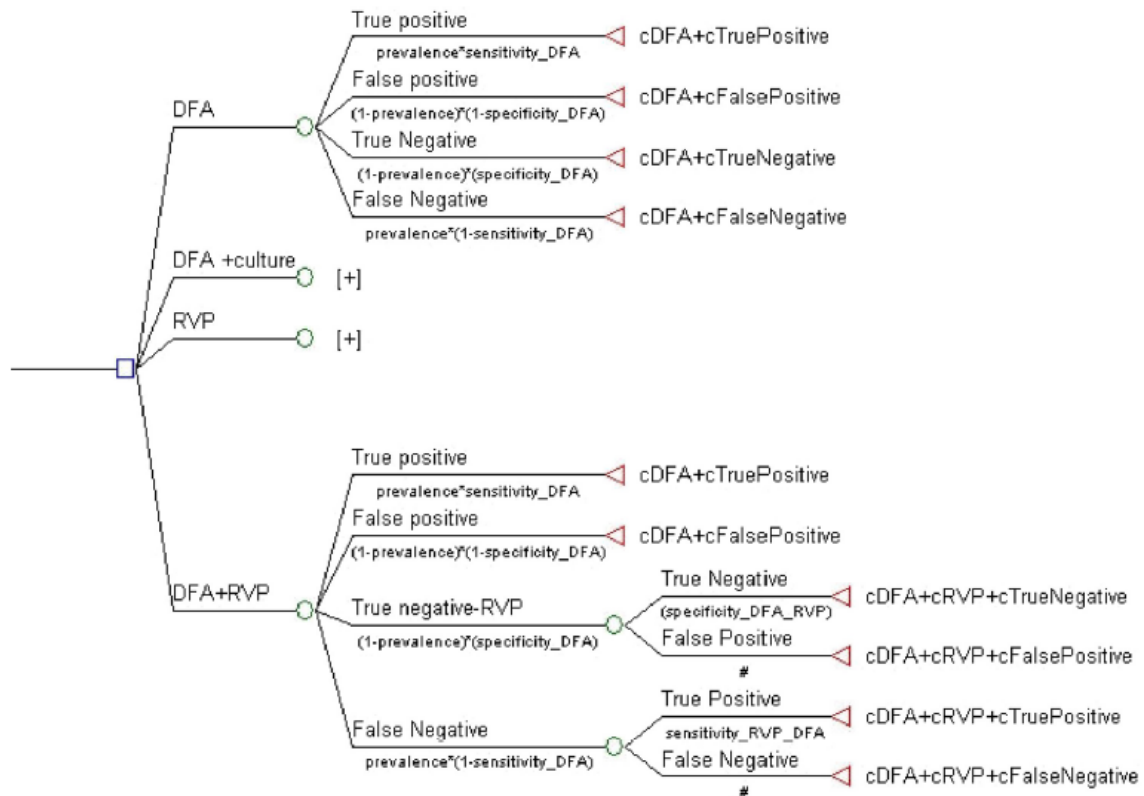 True positive
prevalence*sensitivity_DFA
cDFA+cTruePositive
False positive
(1-prevalence)*(1-specificity_DFA)
cDFA+cFalsePositive
DFA
True Negative
(1-prevalence)*(specificity_DFA)
cDFA+cTrueNegative
False Negative
prevalence*(1-sensitivity_DFA)
cDFA+cFalseNegative
DFA +culture
[+]
RVP
[+]
True positive
prevalence*sensitivity_DFA
cDFA+cTruePositive
False positive
(1-prevalence)*(1-specificity_DFA)
cDFA+cFalsePositive
DFA+RVP
True negative-RVP
(1-prevalence)*(specificity_DFA)
True Negative
(specificity_DFA_RVP)
cDFA+cRVP+cTrueNegative
False Positive
#
cDFA+cRVP+cFalsePositive
False Negative
prevalence*(1-sensitivity_DFA)
True Positive
sensitivity_RVP_DFA
cDFA+cRVP+cTruePositive
False Negative
#
cDFA+cRVP+cFalseNegative